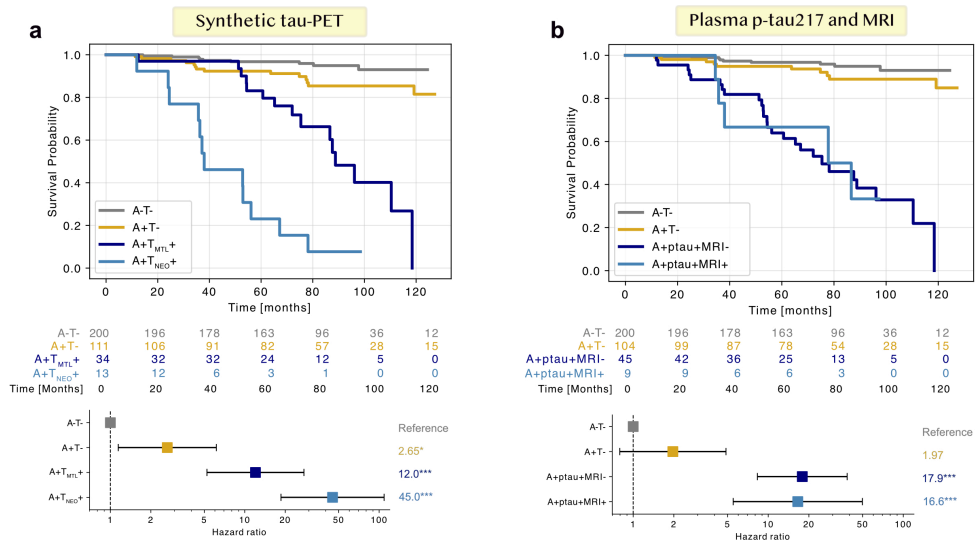 Synthetic tau-PET
Plasma p-tau217 and MRI
a
1.0
0.8
0.6
0.4
0.2
0.0
Survival Probability
A-T-
A+T-
A+TMTL+
A+TNEO+
0 20 40 60 80 100 120
Time [months]
A-T- 200 196 178 163 96 36 12
A+T- 111 106 91 82 57 28 15
A+TMTL+ 34 32 32 24 12 5 0
A+TNEO+ 13 12 6 3 1 0 0
Time [Months] 0 20 40 60 80 100 120
A-T- Reference
A+T- 2.65*
A+TMTL+ 12.0***
A+TNEO+ 45.0***
1 2 5 10 20 50 100
Hazard ratio
b
1.0
0.8
0.6
0.4
0.2
0.0
Survival Probability
A-T-
A+T-
A+ptau+MRI-
A+ptau+MRI+
0 20 40 60 80 100 120
Time [months]
A-T- 200 196 178 163 96 36 12
A+T- 104 99 87 78 54 28 15
A+ptau+MRI- 45 42 36 25 13 5 0
A+ptau+MRI+ 9 9 6 6 3 0 0
Time [Months] 0 20 40 60 80 100 120
A-T- Reference
A+T- 1.97
A+ptau+MRI- 17.9***
A+ptau+MRI+ 16.6***
1 2 5 10 20 50 100
Hazard ratio